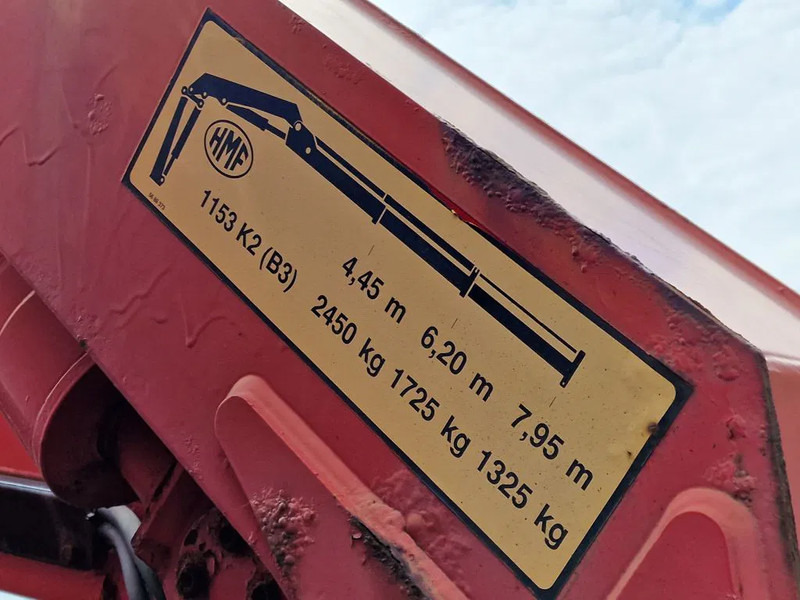 HMF
1153 K2 (B3)
4,45 m 6,20 m 7,95 m
2450 kg 1725 kg 1325 kg